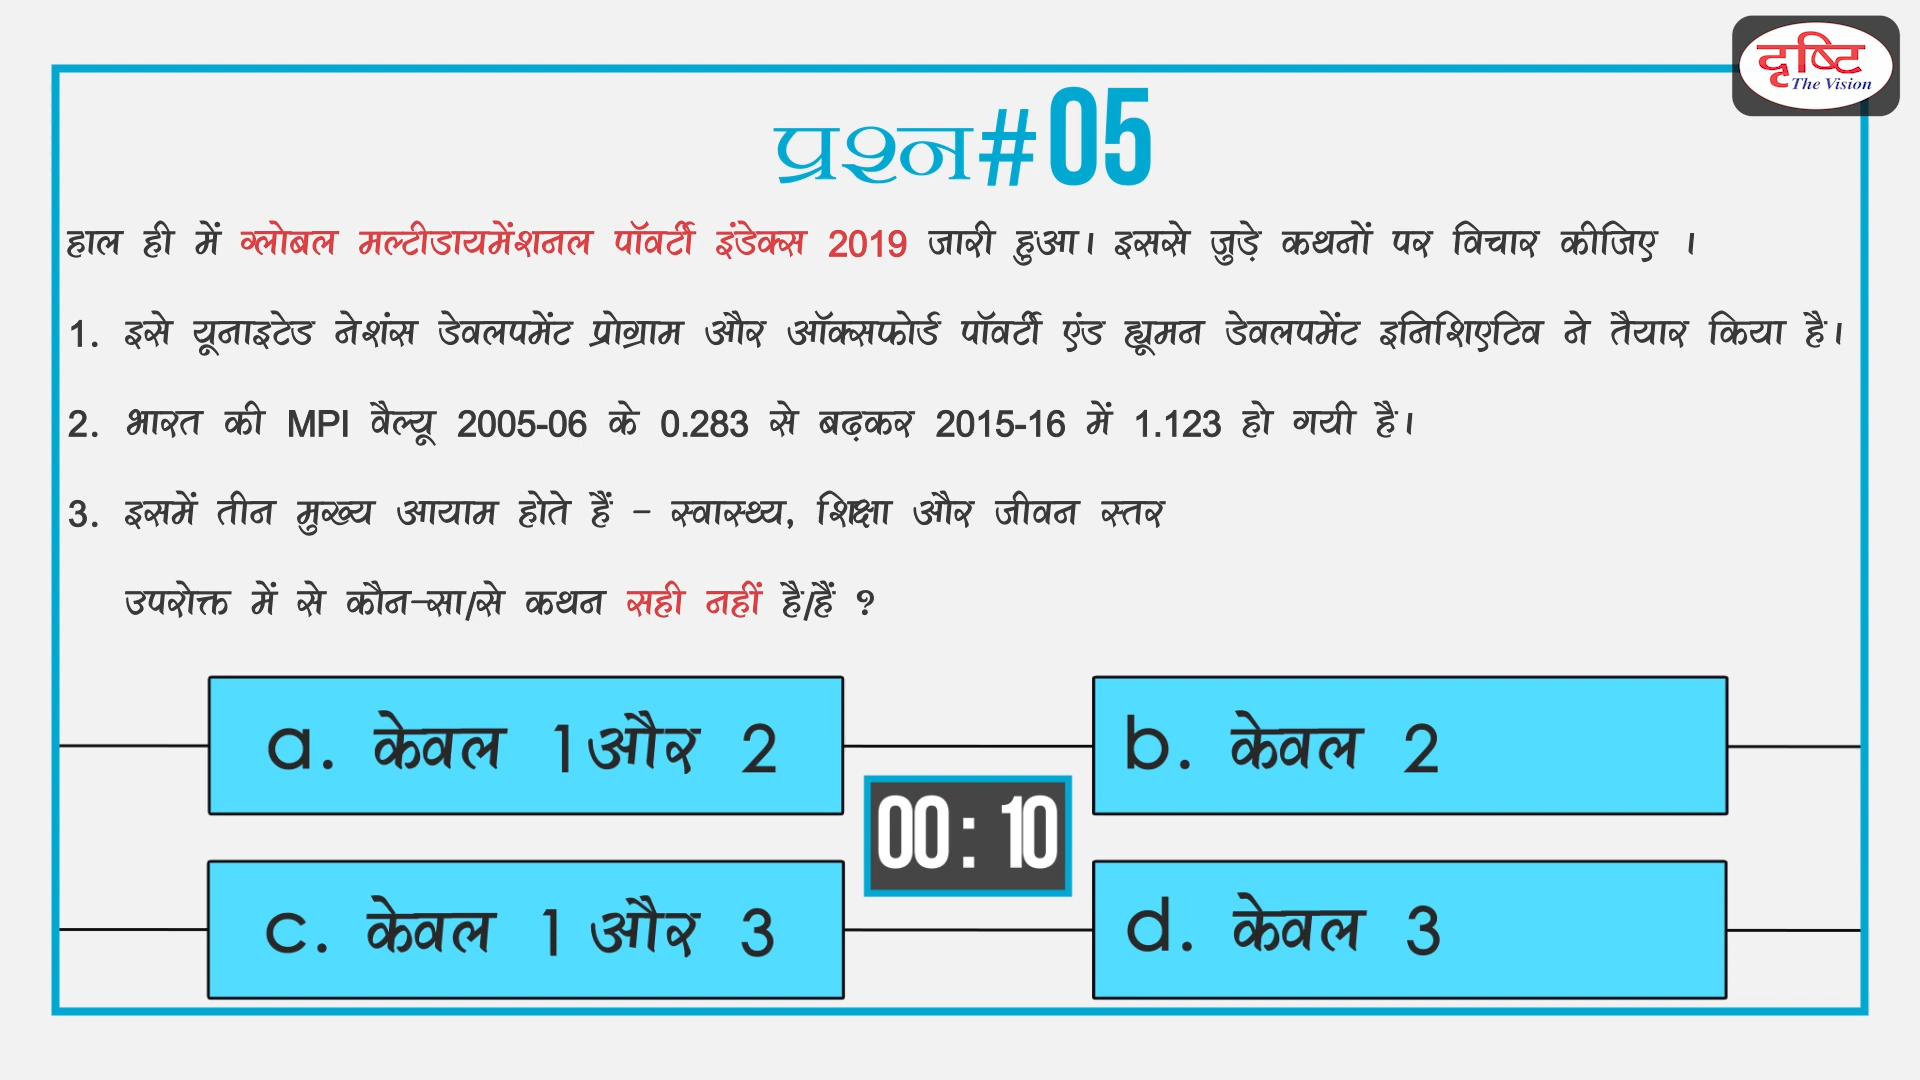 दृष्टि
The Vision
प्रश्न#05
हाल ही में ग्लोबल मल्टीडायमेंशनल पॉवर्टी इंडेक्स 2019 जारी हुआ। इससे जुड़े कथनों पर विचार कीजिए ।
1. इसे यूनाइटेड नेशंस डेवलपमेंट प्रोग्राम और ऑक्सफोर्ड पॉवर्टी एंड ह्यूमन डेवलपमेंट इनिशिएटिव ने तैयार किया है।
2. भारत की MPI वैल्यू 2005-06 के 0.283 से बढ़कर 2015-16 में 1.123 हो गयी है।
3. इसमें तीन मुख्य आयाम होते हैं - स्वास्थ्य, शिक्षा और जीवन स्तर
उपरोक्त में से कौन-सा/से कथन सही नहीं है/हैं ?
a. केवल 1और 2
b. केवल 2
00:10
c. केवल 1 और 3
d. केवल 3